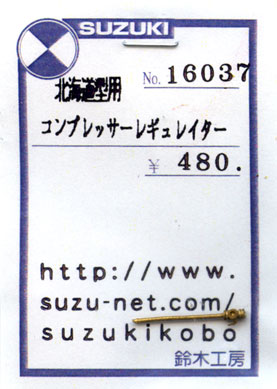 SUZUKI
北海道型用 No. 16037
コンプレッサーレギュレイター
¥ 480.
http://www.
suzu-net.com/
suzukikobo
鈴木工房